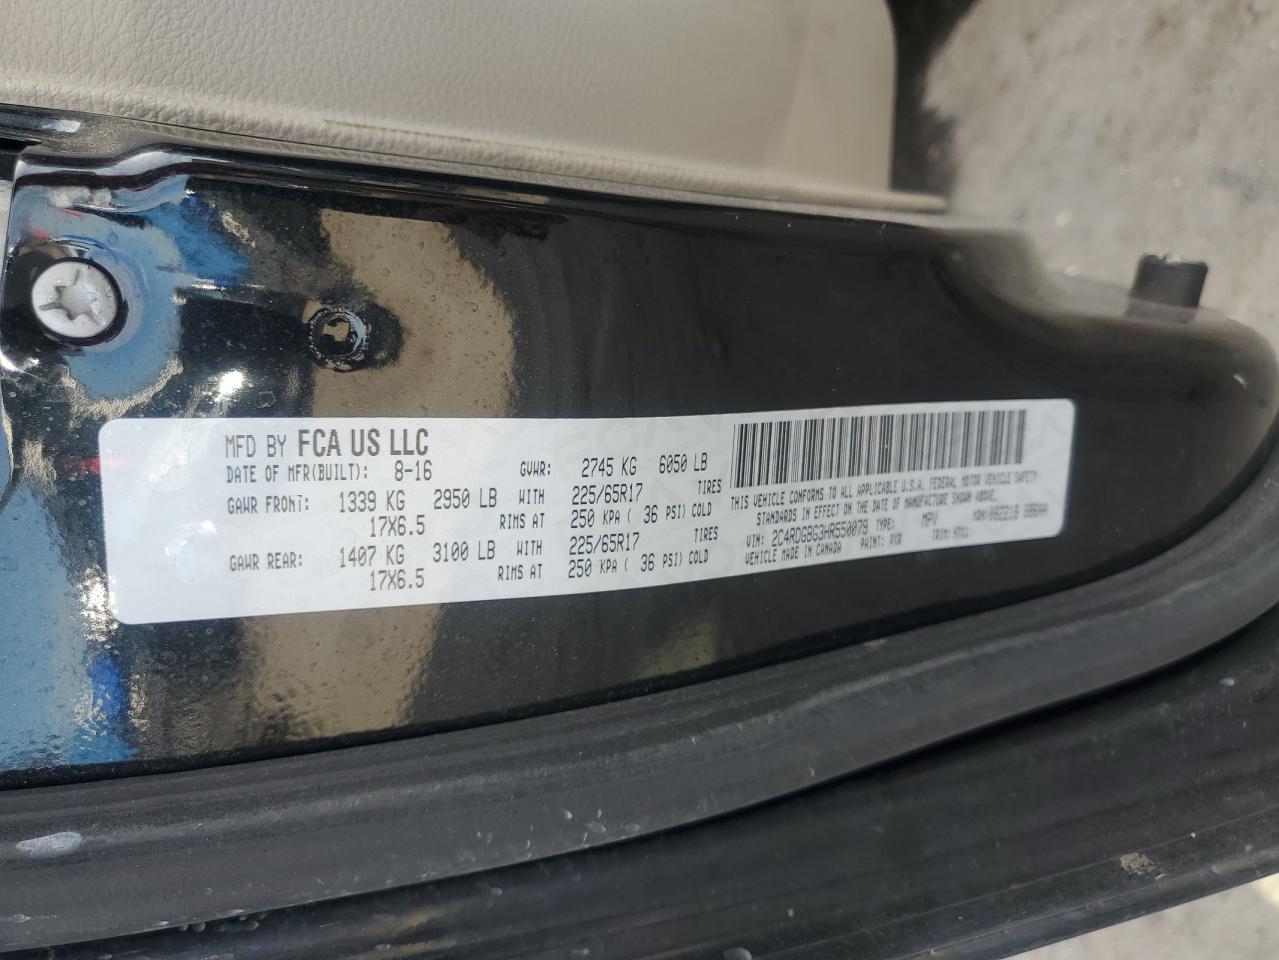 MFD BY FCA US LLC
DATE OF MFR(BUILT): 8-16 GVWR: 2745 KG 6050 LB
GAWR FRONT: 1339 KG 2950 LB WITH 225/65R17 TIRES
17X6.5 RIMS AT 250 KPA ( 36 PSI) COLD
GAWR REAR: 1407 KG 3100 LB WITH 225/65R17 TIRES
17X6.5 RIMS AT 250 KPA ( 36 PSI) COLD
THIS VEHICLE CONFORMS TO ALL APPLICABLE U.S.A. FEDERAL MOTOR VEHICLE SAFETY
STANDARDS IN EFFECT ON THE DATE OF MANUFACTURE SHOWN ABOVE.
VIN: 2C4RDGBG3HR550079 TYPE: MPV MDH:
VEHICLE MADE IN CANADA PAINT: PXR TRIM: